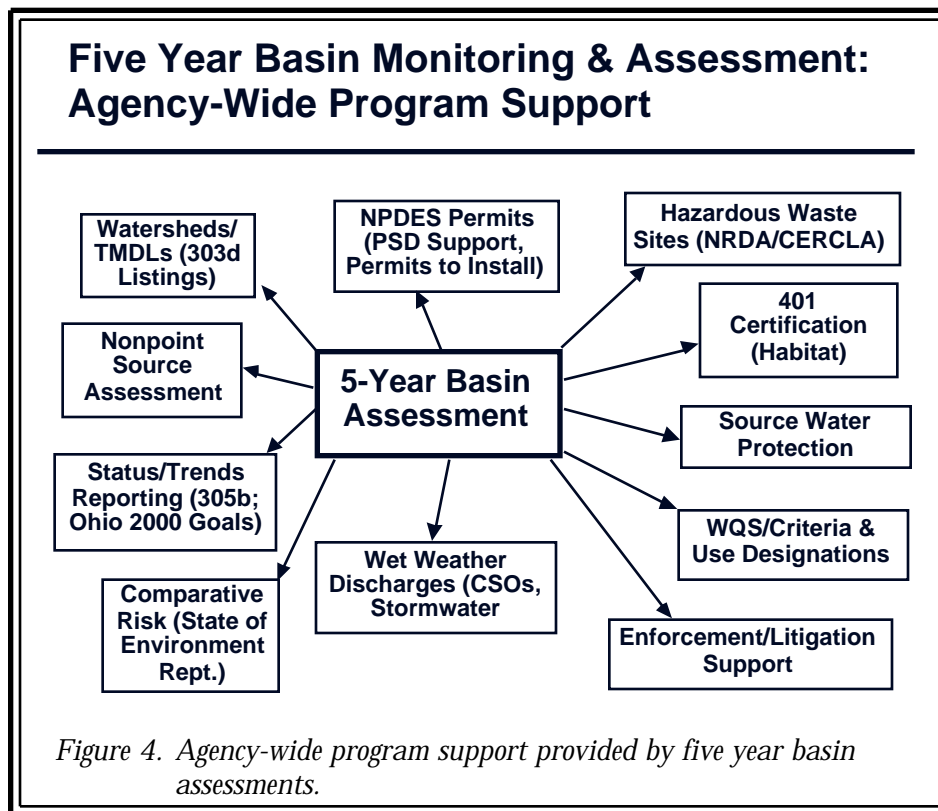 Five Year Basin Monitoring & Assessment:
Agency-Wide Program Support
Watersheds/
TMDLs (303d
Listings)
NPDES Permits
(PSD Support,
Permits to Install)
Hazardous Waste
Sites (NRDA/CERCLA)
Nonpoint
Source
Assessment
5-Year Basin
Assessment
401
Certification
(Habitat)
Source Water
Protection
Status/Trends
Reporting (305b;
Ohio 2000 Goals)
WQS/Criteria &
Use Designations
Comparative
Risk (State of
Environment
Rept.)
Wet Weather
Discharges (CSOs,
Stormwater
Enforcement/Litigation
Support
Figure 4. Agency-wide program support provided by five year basin
assessments.